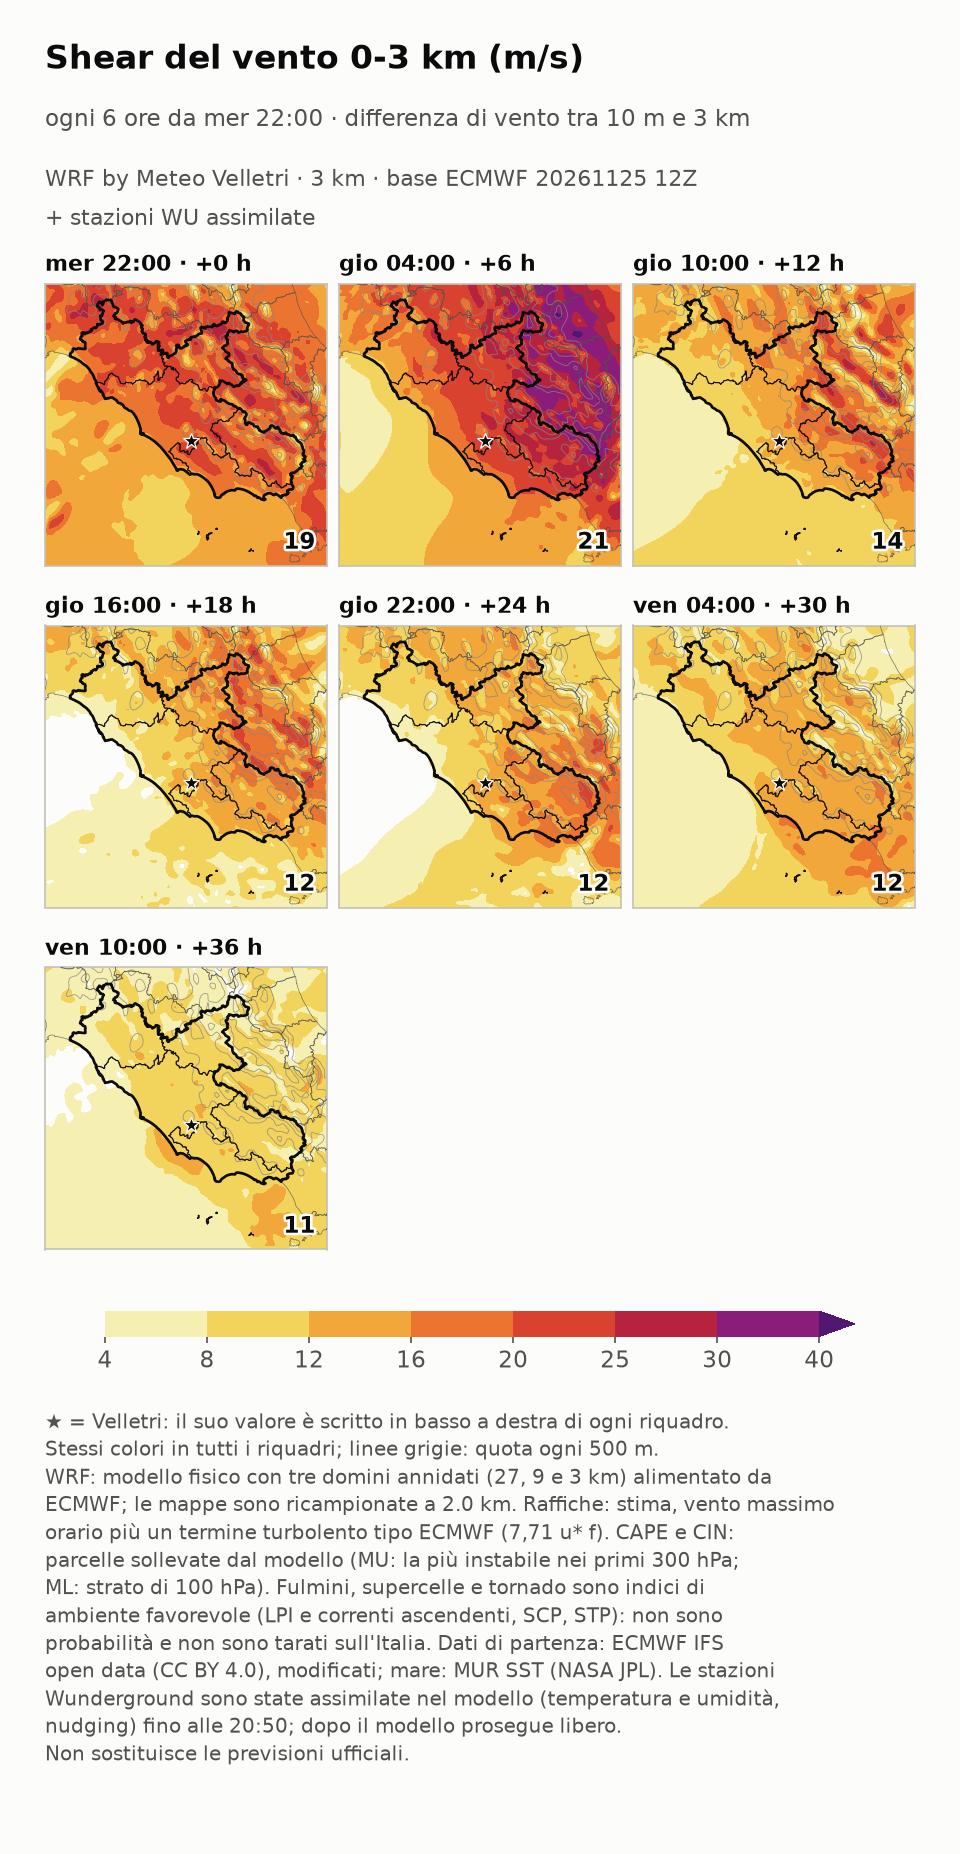 Shear del vento 0-3 km (m/s)
ogni 6 ore da mer 22:00 · differenza di vento tra 10 m e 3 km
WRF by Meteo Velletri · 3 km · base ECMWF 20261125 12Z
+ stazioni WU assimilate
mer 22:00 · +0 h
gio 04:00 · +6 h
gio 10:00 · +12 h
19
21
14
gio 16:00 · +18 h
gio 22:00 · +24 h
ven 04:00 · +30 h
12
12
12
ven 10:00 · +36 h
11
4 8 12 16 20 25 30 40
★ = Velletri: il suo valore è scritto in basso a destra di ogni riquadro.
Stessi colori in tutti i riquadri; linee grigie: quota ogni 500 m.
WRF: modello fisico con tre domini annidati (27, 9 e 3 km) alimentato da
ECMWF; le mappe sono ricampionate a 2.0 km. Raffiche: stima, vento massimo
orario più un termine turbolento tipo ECMWF (7,71 u* f). CAPE e CIN:
parcelle sollevate dal modello (MU: la più instabile nei primi 300 hPa;
ML: strato di 100 hPa). Fulmini, supercelle e tornado sono indici di
ambiente favorevole (LPI e correnti ascendenti, SCP, STP): non sono
probabilità e non sono tarati sull'Italia. Dati di partenza: ECMWF IFS
open data (CC BY 4.0), modificati; mare: MUR SST (NASA JPL). Le stazioni
Wunderground sono state assimilate nel modello (temperatura e umidità,
nudging) fino alle 20:50; dopo il modello prosegue libero.
Non sostituisce le previsioni ufficiali.